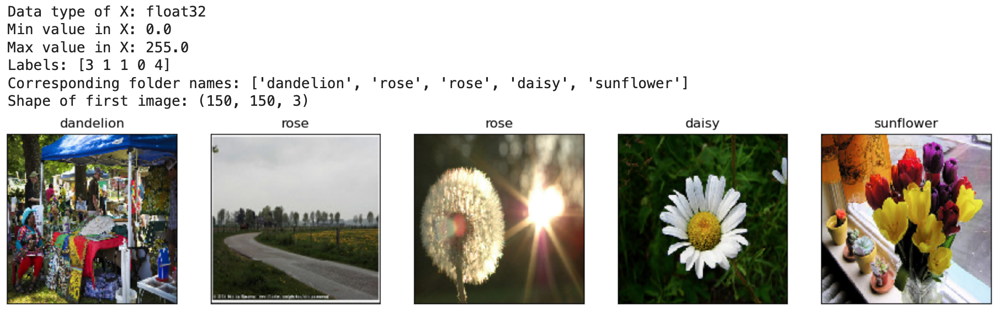 Data type of X: float32
Min value in X: 0.0
Max value in X: 255.0
Labels: [3 1 1 0 4]
Corresponding folder names: ['dandelion', 'rose', 'rose', 'daisy', 'sunflower']
Shape of first image: (150, 150, 3)
dandelion rose rose daisy sunflower